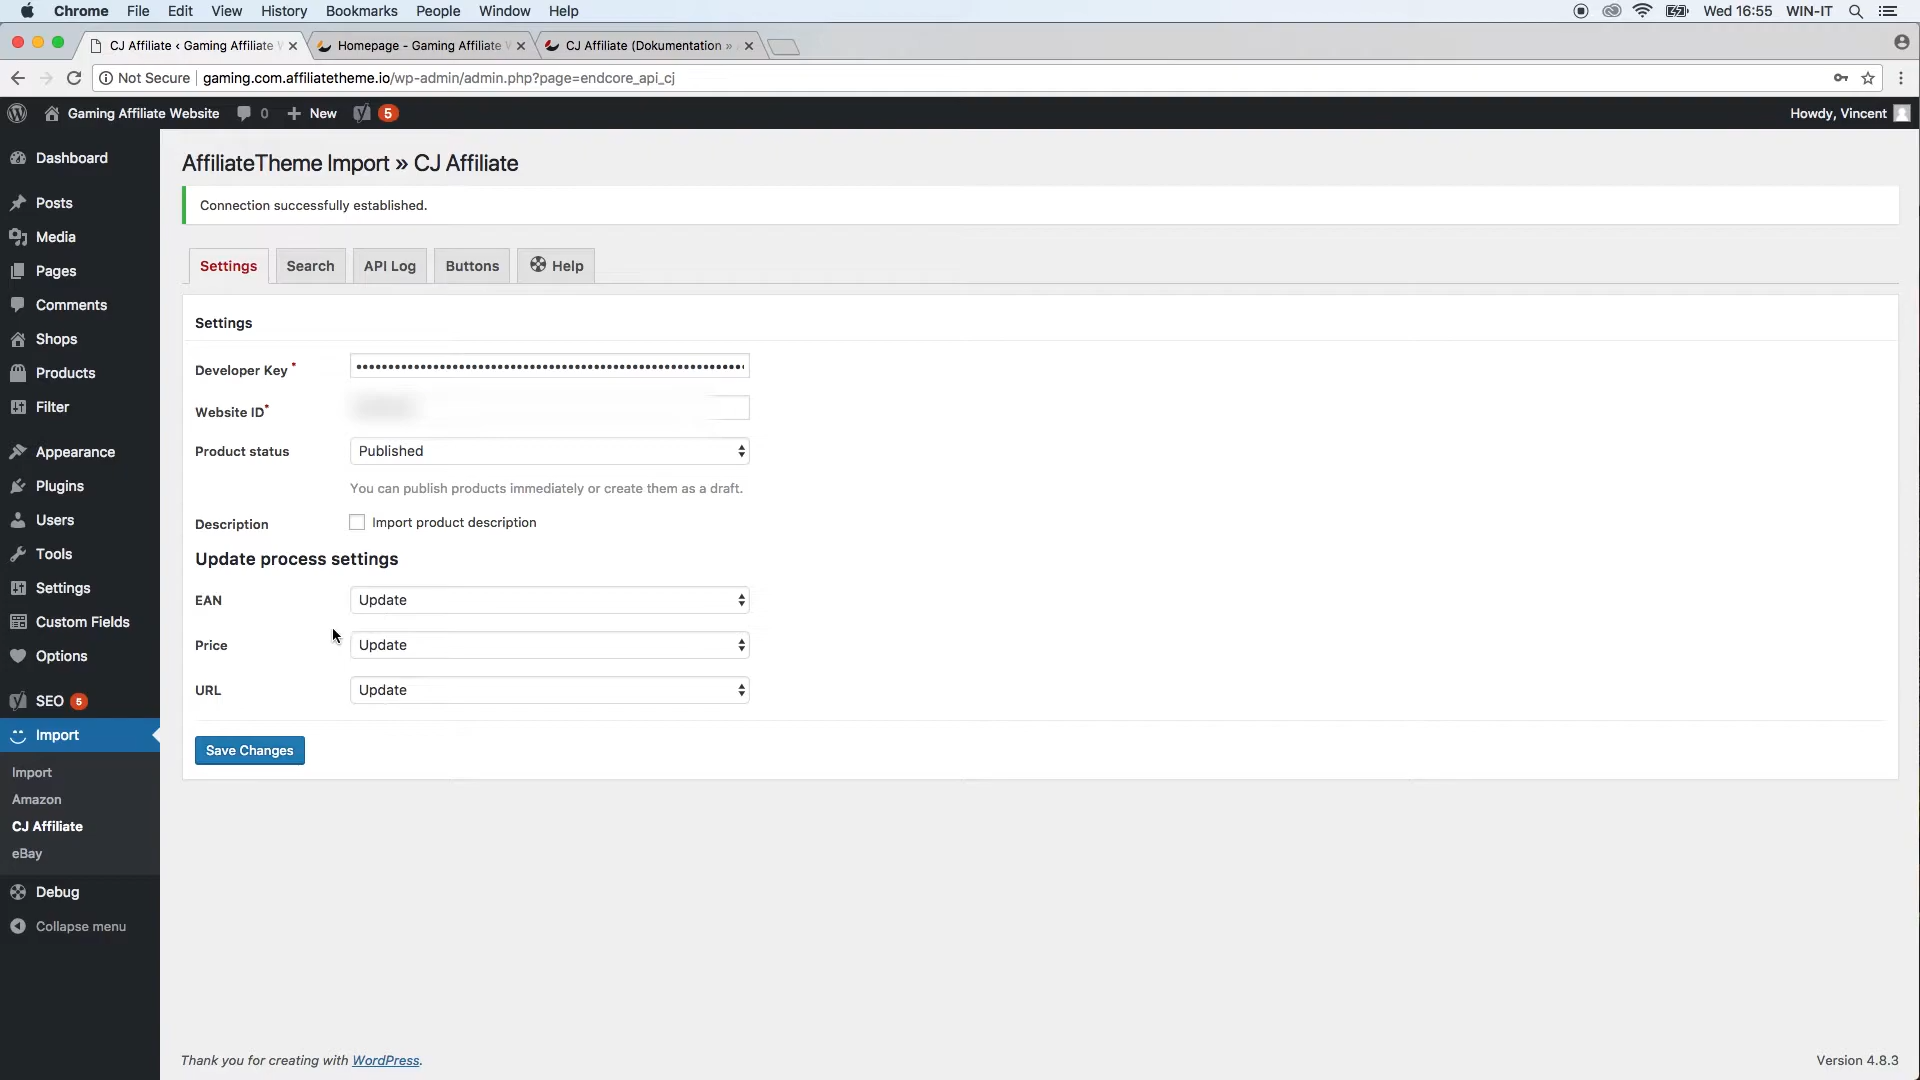 Chrome File Edit View History Bookmarks People Window Help
Wed 16:55 WIN-IT
CJ Affiliate ‹ Gaming Affiliate W
Homepage - Gaming Affiliate W
CJ Affiliate (Dokumentation »
Not Secure gaming.com.affiliatetheme.io/wp-admin/admin.php?page=endcore_api_cj
Gaming Affiliate Website 0 New 5
Howdy, Vincent
Dashboard
Posts
Media
Pages
Comments
Shops
Products
Filter
Appearance
Plugins
Users
Tools
Settings
Custom Fields
Options
SEO 5
Import
Import
Amazon
CJ Affiliate
eBay
Debug
Collapse menu
AffiliateTheme Import » CJ Affiliate
Connection successfully established.
Settings Search API Log Buttons Help
Settings
Developer Key *
Website ID*
Product status Published
You can publish products immediately or create them as a draft.
Description Import product description
Update process settings
EAN Update
Price Update
URL Update
Save Changes
Thank you for creating with WordPress.
Version 4.8.3